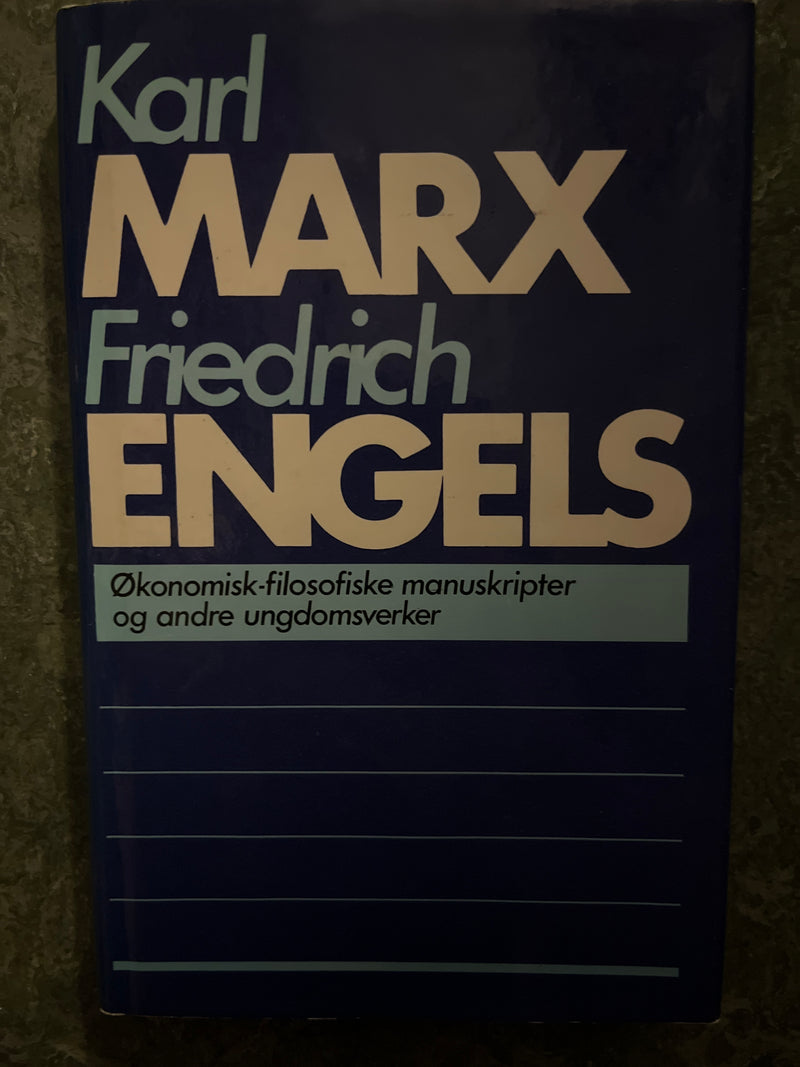 Karl
MARX
Friedrich
ENGELS
Økonomisk-filosofiske manuskripter
og andre ungdomsverker